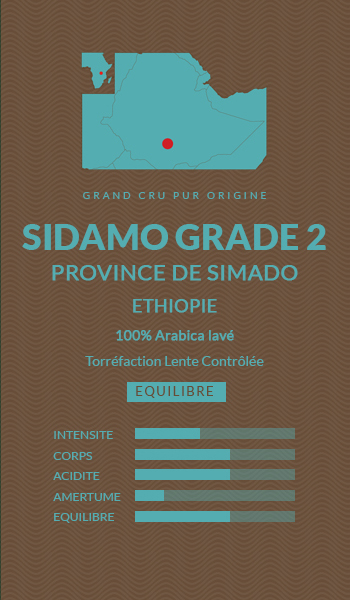 GRAND CRU PUR ORIGINE
SIDAMO GRADE 2
PROVINCE DE SIMADO
ETHIOPIE
100% Arabica lavé
Torréfaction Lente Contrôlée
EQUILIBRE
INTENSITE
CORPS
ACIDITE
AMERTUME
EQUILIBRE